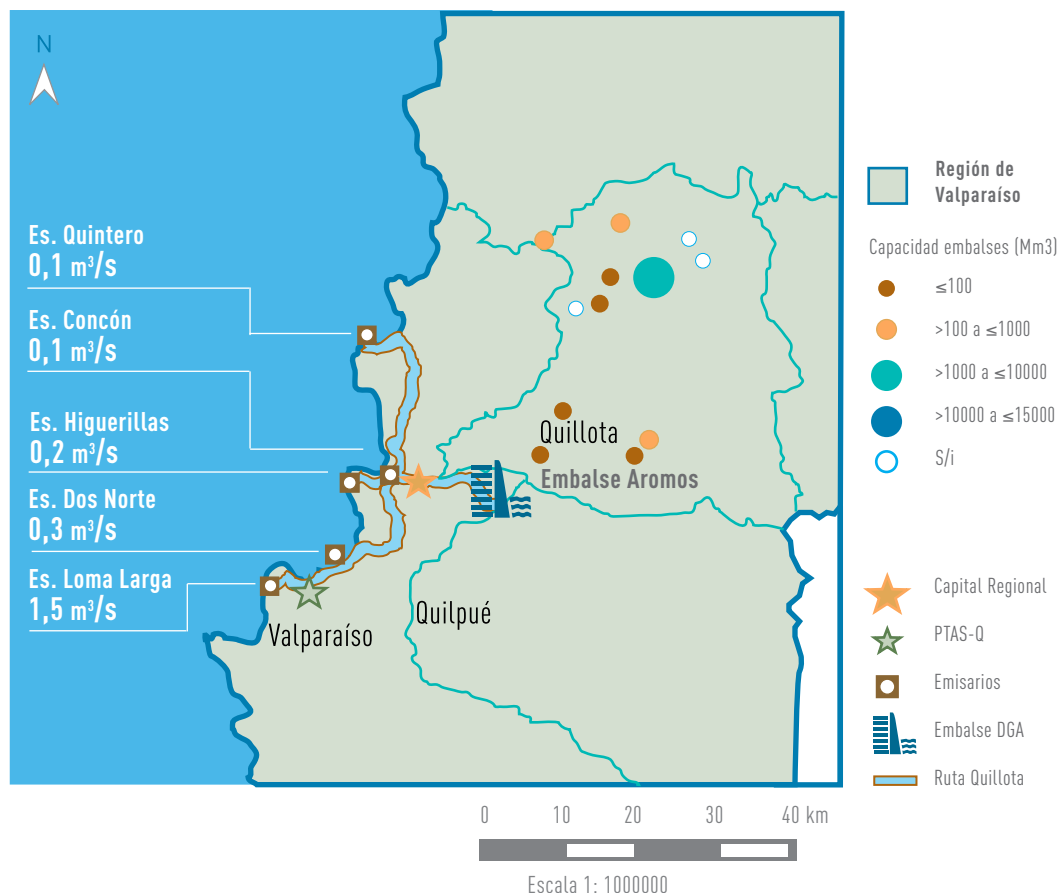 N
Es. Quintero
0,1 m³/s
Es. Concón
0,1 m³/s
Es. Higuerillas
0,2 m³/s
Es. Dos Norte
0,3 m³/s
Es. Loma Larga
1,5 m³/s
Quillota
Embalse Aromos
Quilpué
Valparaíso
Región de
Valparaíso
Capacidad embalses (Mm3)
≤100
>100 a ≤1000
>1000 a ≤10000
>10000 a ≤15000
S/i
Capital Regional
PTAS-Q
Emisarios
Embalse DGA
Ruta Quillota
0 10 20 30 40 km
Escala 1: 1000000